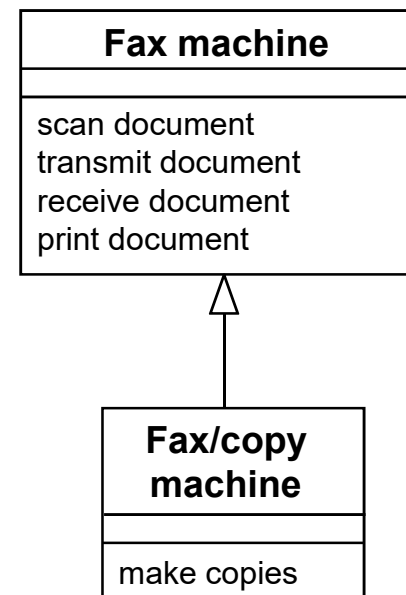 Fax machine
scan document
transmit document
receive document
print document
Fax/copy
machine
make copies